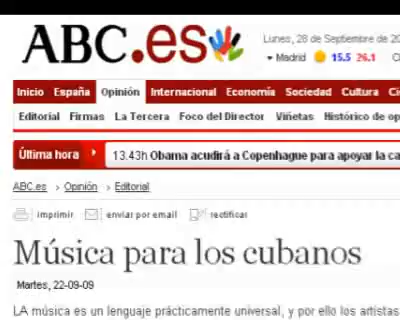 ABC.es
Lunes, 28 de Septiembre de 20
Madrid 15.5 26.1
Inicio España Opinión Internacional Economía Sociedad Cultura
Editorial Firmas La Tercera Foco del Director Viñetas Histórico de op
Última hora 13.43h Obama acudirá a Copenhague para apoyar la ca
ABC.es > Opinión > Editorial
imprimir enviar por email rectificar
Música para los cubanos
Martes, 22-09-09
LA música es un lenguaje prácticamente universal, y por ello los artistas